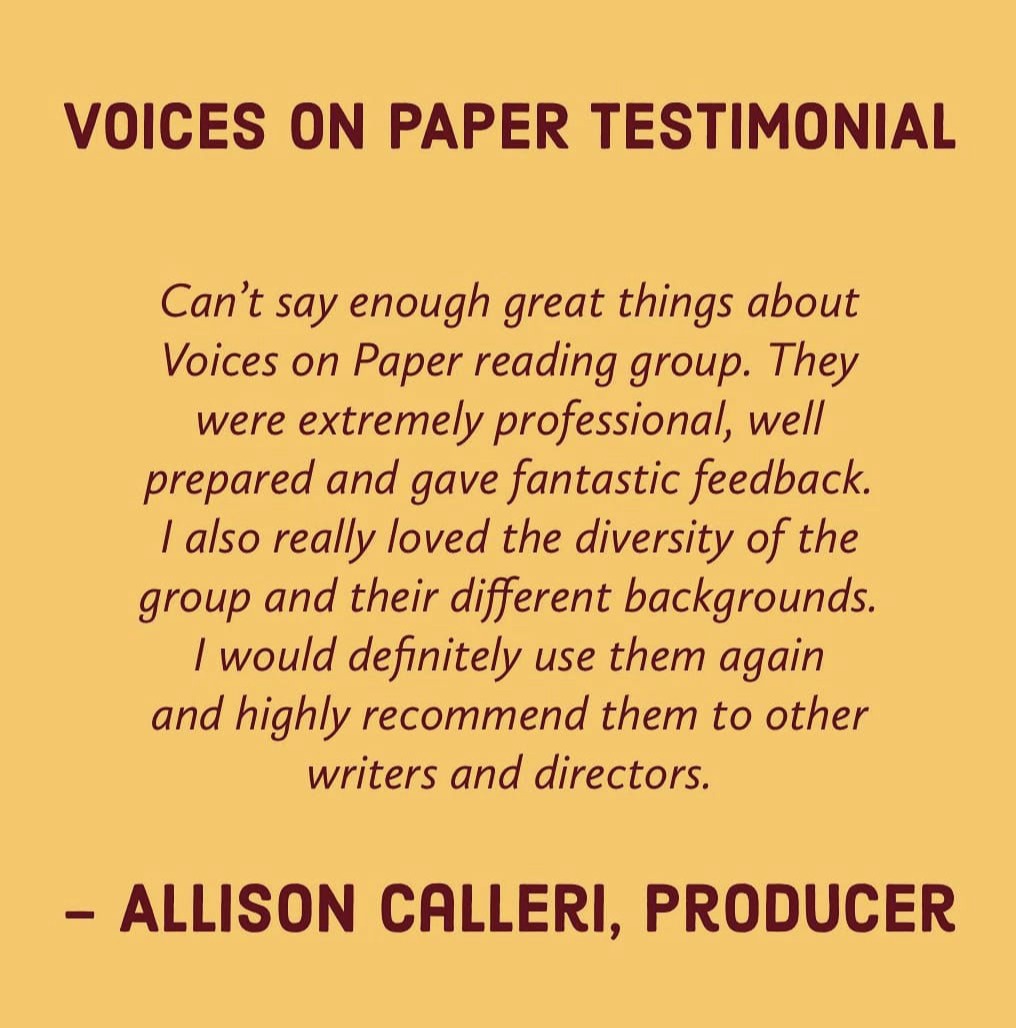 VOICES ON PAPER TESTIMONIAL
Can’t say enough great things about
Voices on Paper reading group. They
were extremely professional, well
prepared and gave fantastic feedback.
I also really loved the diversity of the
group and their different backgrounds.
I would definitely use them again
and highly recommend them to other
writers and directors.
– ALLISON CALLERI, PRODUCER